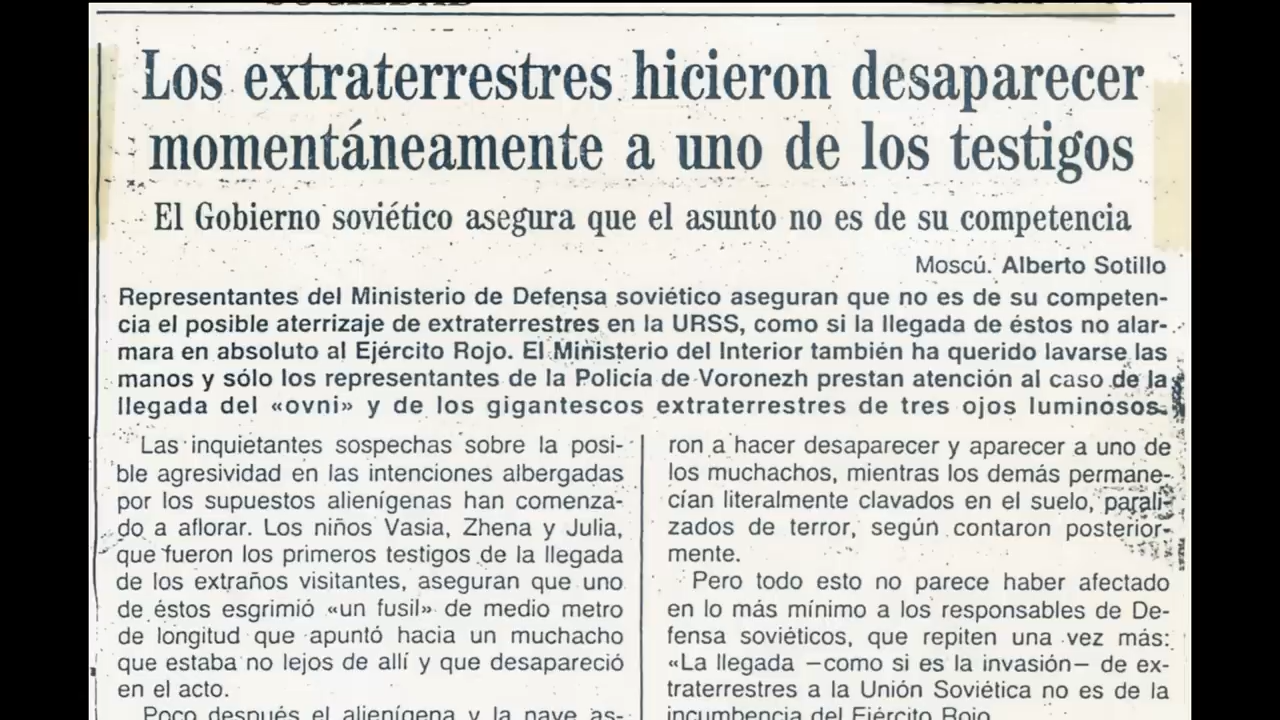 SOCIEDAD
Los extraterrestres hicieron desaparecer
momentáneamente a uno de los testigos
El Gobierno soviético asegura que el asunto no es de su competencia
Moscú. Alberto Sotillo
Representantes del Ministerio de Defensa soviético aseguran que no es de su competen-
cia el posible aterrizaje de extraterrestres en la URSS, como si la llegada de éstos no alar-
mara en absoluto al Ejército Rojo. El Ministerio del Interior también ha querido lavarse las
manos y sólo los representantes de la Policía de Voronezh prestan atención al caso de la
llegada del «ovni» y de los gigantescos extraterrestres de tres ojos luminosos.
Las inquietantes sospechas sobre la posi-
ble agresividad en las intenciones albergadas
por los supuestos alienígenas han comenza-
do a aflorar. Los niños Vasia, Zhena y Julia,
que fueron los primeros testigos de la llegada
de los extraños visitantes, aseguran que uno
de éstos esgrimió «un fusil» de medio metro
de longitud que apuntó hacia un muchacho
que estaba no lejos de allí y que desapareció
en el acto.
Poco después el alienígena y la nave as-
ron a hacer desaparecer y aparecer a uno de
los muchachos, mientras los demás permane-
cían literalmente clavados en el suelo, parali-
zados de terror, según contaron posterior-
mente.
Pero todo esto no parece haber afectado
en lo más mínimo a los responsables de De-
fensa soviéticos, que repiten una vez más:
«La llegada —como si es la invasión— de ex-
traterrestres a la Unión Soviética no es de la
incumbencia del Ejército Rojo